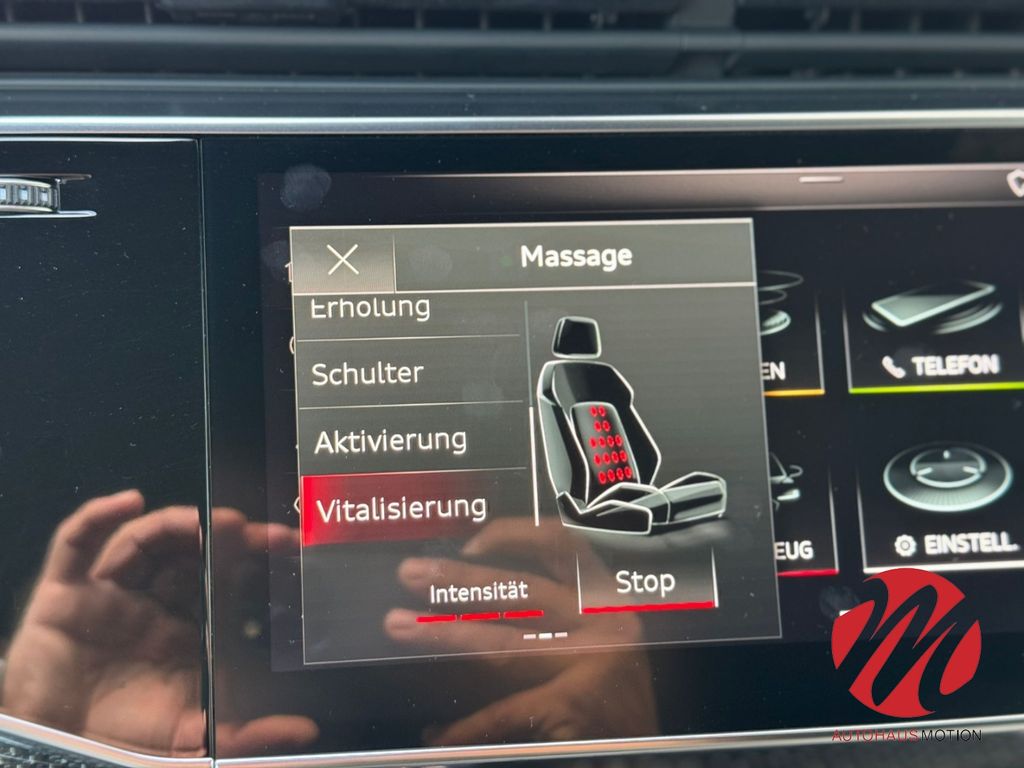 Massage
Erholung
Schulter
Aktivierung
Vitalisierung
Intensität
Stop
EN
TELEFON
EUG
EINSTELL.
AUTOHAUS MOTION